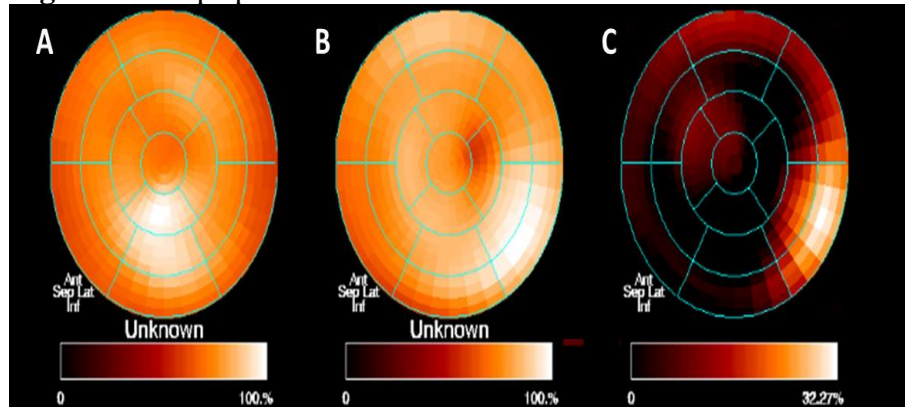 A
B
C
Ant
Sep Lat
Inf
Unknown
0
100.%
Ant
Sep Lat
Inf
Unknown
0
100.%
Ant
Sep Lat
Inf
0
32.27%